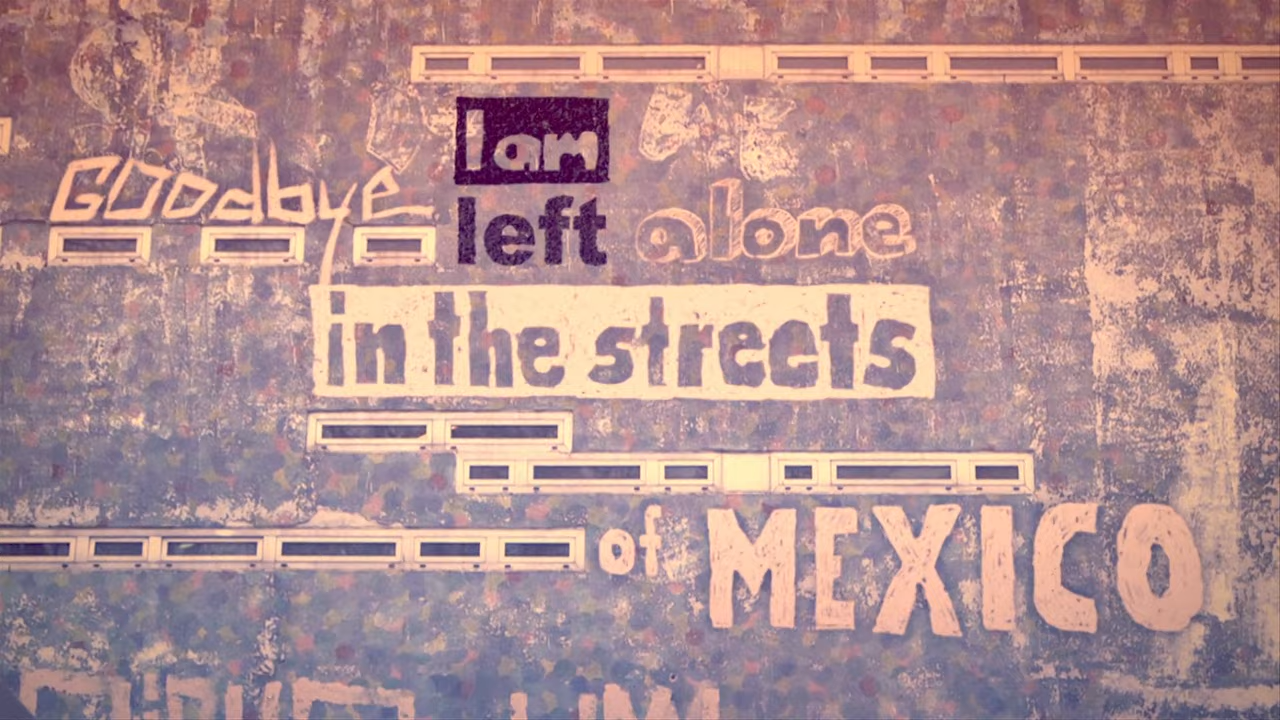 Goodbye
I am
left alone
in the streets
of MEXICO